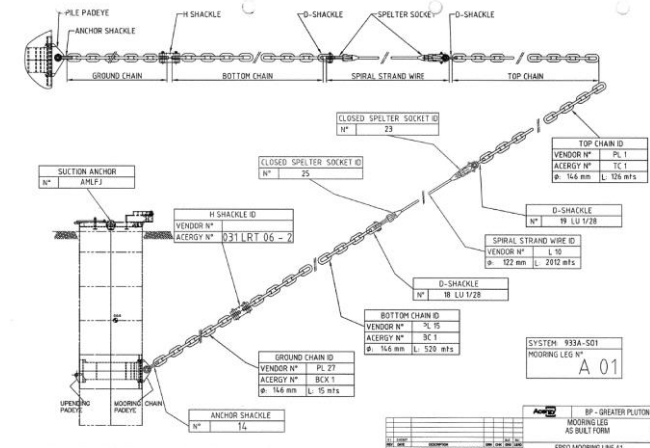 PILE PADEYE
H SHACKLE
D-SHACKLE
SPELTER SOCKET
D-SHACKLE
ANCHOR SHACKLE
GROUND CHAIN
BOTTOM CHAIN
SPIRAL STRAND WIRE
TOP CHAIN
CLOSED SPELTER SOCKET ID
N° 23
TOP CHAIN ID
VENDOR N° PL 1
ACERGY N° TC 1
ø: 146 mm L: 126 mts
CLOSED SPELTER SOCKET ID
N° 25
SUCTION ANCHOR
N° AMLFJ
D-SHACKLE
N° 19 LU 1/28
H SHACKLE ID
VENDOR N°
ACERGY N° 031 LRT 06 - 2
SPIRAL STRAND WIRE ID
VENDOR N° L 10
ø: 122 mm L: 2012 mts
D-SHACKLE
N° 18 LU 1/28
BOTTOM CHAIN ID
VENDOR N° PL 15
ACERGY N° BC 1
ø: 146 mm L: 520 mts
SYSTEM: 933A-S01
MOORING LEG N°
A 01
GROUND CHAIN ID
VENDOR N° PL 27
ACERGY N° BCX 1
ø: 146 mm L: 15 mts
UPENDING PADEYE
MOORING PADEYE
MOORING CHAIN
ANCHOR SHACKLE
N° 14
Acergy
BP - GREATER PLUTON
MOORING LEG
AS BUILT FORM
FPSO MOORING LINE A1